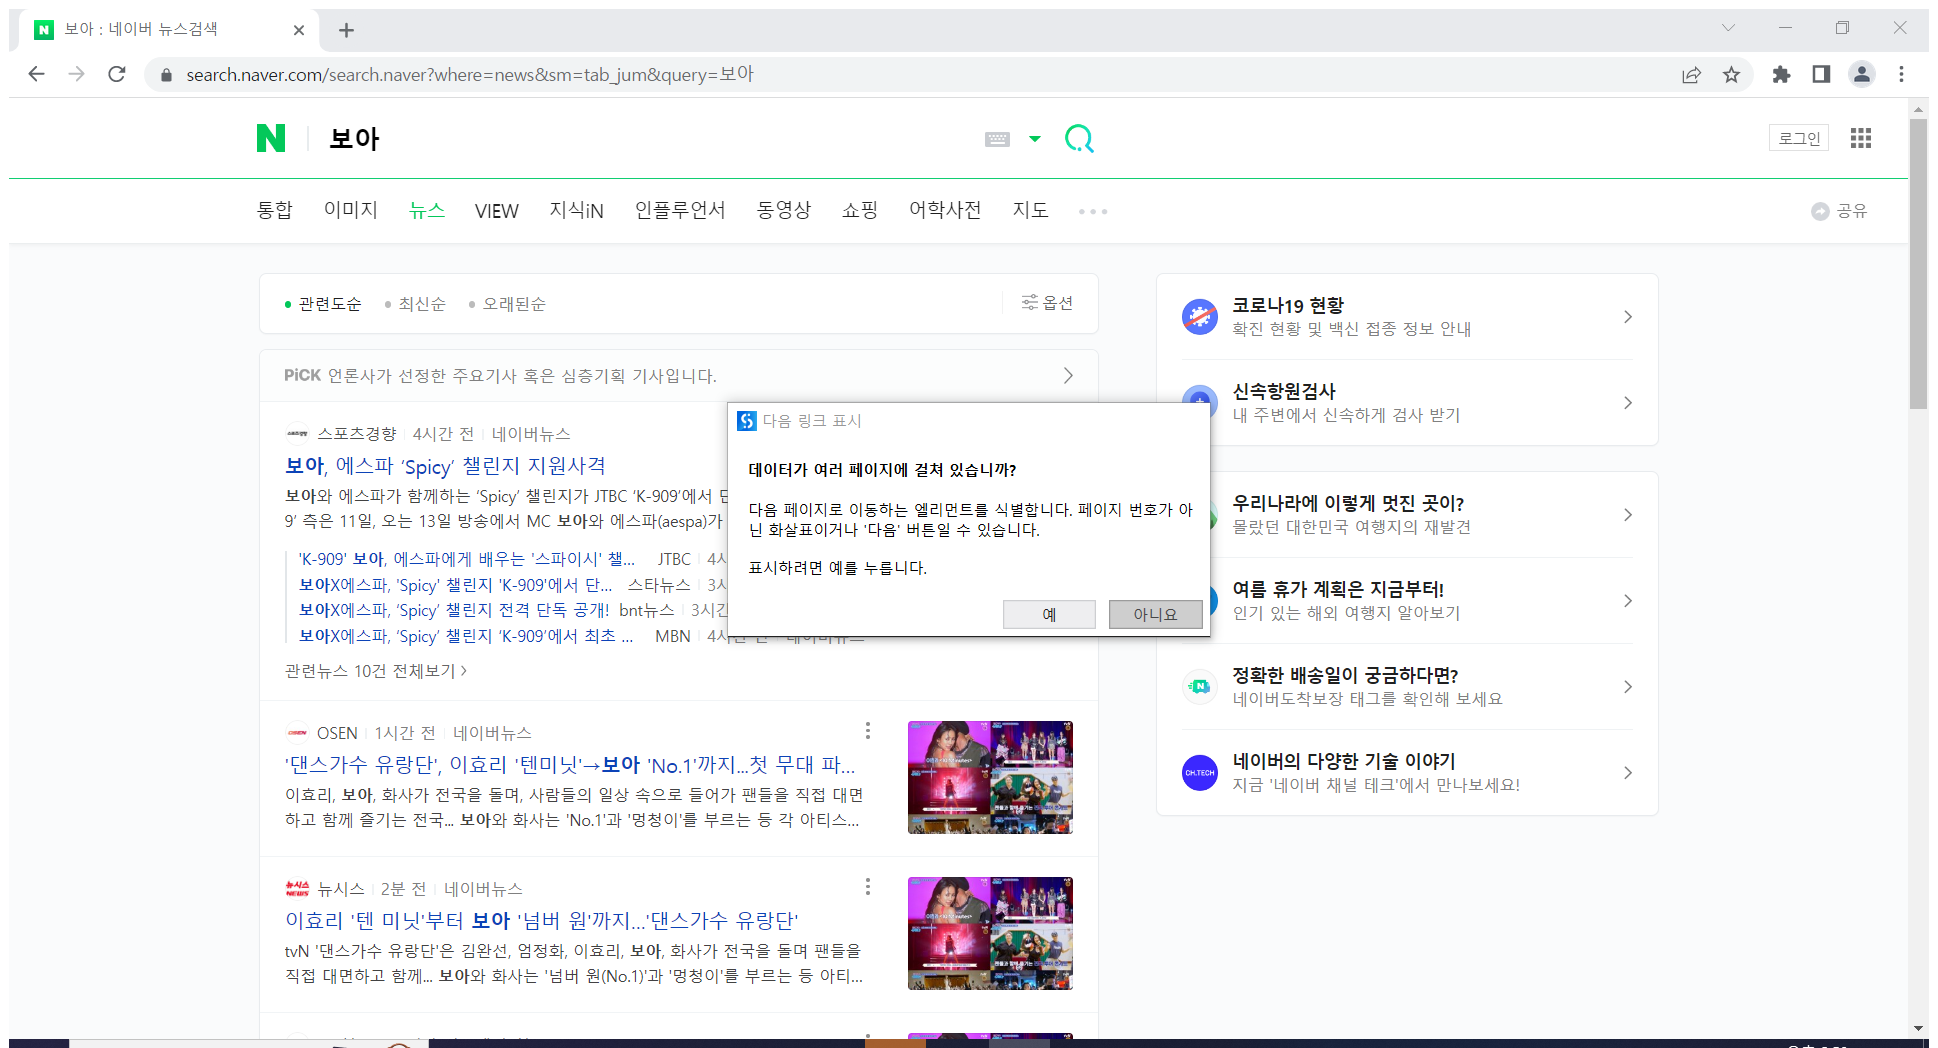 보아 : 네이버 뉴스검색
search.naver.com/search.naver?where=news&sm=tab_jum&query=보아
N 보아
로그인
통합 이미지 뉴스 VIEW 지식iN 인플루언서 동영상 쇼핑 어학사전 지도
공유
관련도순 최신순 오래된순 옵션
PiCK 언론사가 선정한 주요기사 혹은 심층기획 기사입니다.
스포츠경향 4시간 전 네이버뉴스
보아, 에스파 ‘Spicy’ 챌린지 지원사격
보아와 에스파가 함께하는 ‘Spicy’ 챌린지가 JTBC ‘K-909’에서
9’ 측은 11일, 오는 13일 방송에서 MC 보아와 에스파(aespa)가
'K-909' 보아, 에스파에게 배우는 '스파이시' 챌... JTBC
보아X에스파, 'Spicy' 챌린지 'K-909'에서 단... 스타뉴스
보아X에스파, ‘Spicy’ 챌린지 전격 단독 공개! bnt뉴스 3시간
보아X에스파, ‘Spicy’ 챌린지 ‘K-909’에서 최초 ... MBN
관련뉴스 10건 전체보기
다음 링크 표시
데이터가 여러 페이지에 걸쳐 있습니까?
다음 페이지로 이동하는 엘리먼트를 식별합니다. 페이지 번호가 아
닌 화살표이거나 '다음' 버튼일 수 있습니다.
표시하려면 예를 누릅니다.
예 아니요
OSEN 1시간 전 네이버뉴스
'댄스가수 유랑단', 이효리 '텐미닛'→보아 'No.1'까지...첫 무대 파...
이효리, 보아, 화사가 전국을 돌며, 사람들의 일상 속으로 들어가 팬들을 직접 대면
하고 함께 즐기는 전국... 보아와 화사는 'No.1'과 '멍청이'를 부르는 등 각 아티스...
뉴시스 2분 전 네이버뉴스
이효리 '텐 미닛'부터 보아 '넘버 원'까지...'댄스가수 유랑단'
tvN '댄스가수 유랑단'은 김완선, 엄정화, 이효리, 보아, 화사가 전국을 돌며 팬들을
직접 대면하고 함께... 보아와 화사는 '넘버 원(No.1)'과 '멍청이'를 부르는 등 아티...
코로나19 현황
확진 현황 및 백신 접종 정보 안내
신속항원검사
내 주변에서 신속하게 검사 받기
우리나라에 이렇게 멋진 곳이?
몰랐던 대한민국 여행지의 재발견
여름 휴가 계획은 지금부터!
인기 있는 해외 여행지 알아보기
정확한 배송일이 궁금하다면?
네이버도착보장 태그를 확인해 보세요
CH.TECH
네이버의 다양한 기술 이야기
지금 '네이버 채널 테크'에서 만나보세요!